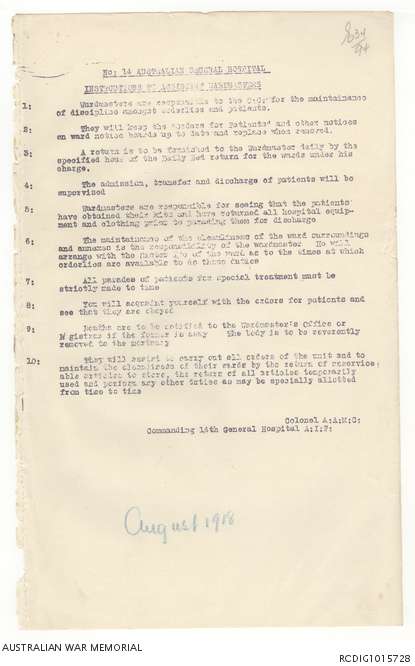 No: 14 AUSTRALIAN GENERAL HOSPITAL
INSTRUCTIONS TO ASSISTANT WARDMASTERS
1: Wardmasters are responsible to the O:C: for the maintenance
of discipline amongst orderlies and patients.
2: They will keep the "Orders for Patients" and other notices
on ward notice boards up to date and replace when removed.
3: A return is to be furnished to the Wardmaster daily by the
specified hour of the Daily Bed return for the wards under his
charge.
4: The admission, transfer and discharge of patients will be
supervised
5: Wardmasters are responsible for seeing that the patients
have obtained their kits and have returned all hospital equip-
ment and clothing prior to parading them for discharge
6: The maintenance of the cleanliness of the ward surroundings
and annexes is the responsibility of the wardmaster He will
arrange with the Sister i/c of the ward as to the times at which
orderlies are available to do these duties
7: All parades of patients for special treatment must be
strictly made to time
8: You will acquaint yourself with the orders for patients and
see that they are obeyed
9: Deaths are to be notified to the Wardmaster's Office or
Registrar if the former is away The body is to be reverently
removed to the mortuary
10: They will assist to carry out all orders of the unit and to
maintain the cleanliness of their wards by the return of
able articles to store, the return of all articles temporarily
used and perform any other duties as may be specially allotted
from time to time
Colonel A:A:M:C:
Commanding 14th General Hospital A:I:F:
August 1918
AUSTRALIAN WAR MEMORIAL
RCDIG1015728